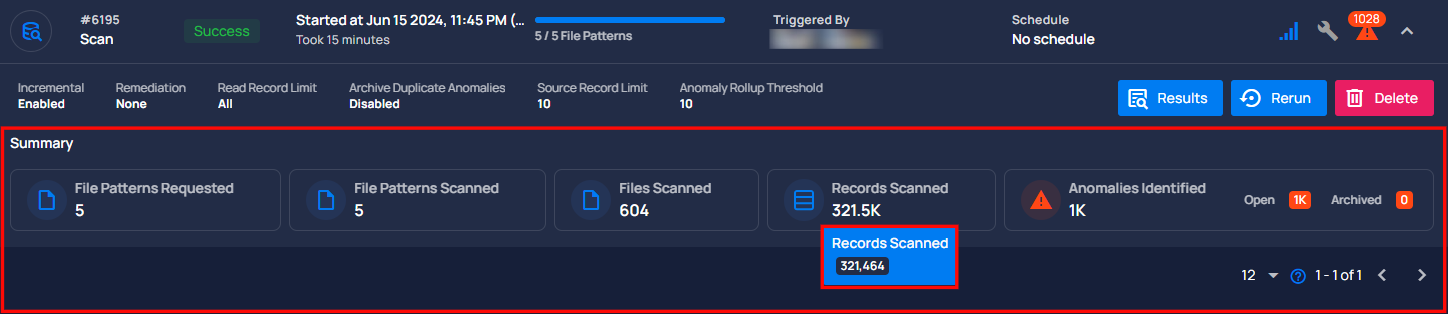 #6195
Scan
Success
Started at Jun 15 2024, 11:45 PM (...
Took 15 minutes
5 / 5 File Patterns
Triggered By
Schedule
No schedule
1028
Incremental
Enabled
Remediation
None
Read Record Limit
All
Archive Duplicate Anomalies
Disabled
Source Record Limit
10
Anomaly Rollup Threshold
10
Results
Rerun
Delete
Summary
File Patterns Requested
5
File Patterns Scanned
5
Files Scanned
604
Records Scanned
321.5K
Anomalies Identified
1K
Open 1K Archived 0
Records Scanned
321,464
12 ? 1 - 1 of 1